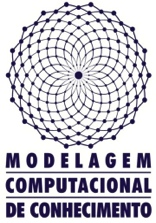 MODELAGEM
COMPUTACIONAL
DE CONHECIMENTO